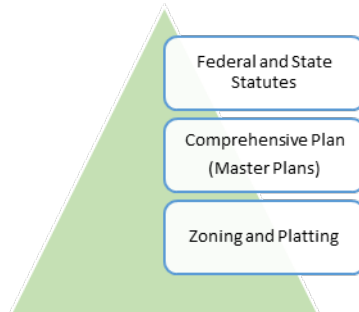 Federal and State
Statutes
Comprehensive Plan
(Master Plans)
Zoning and Platting